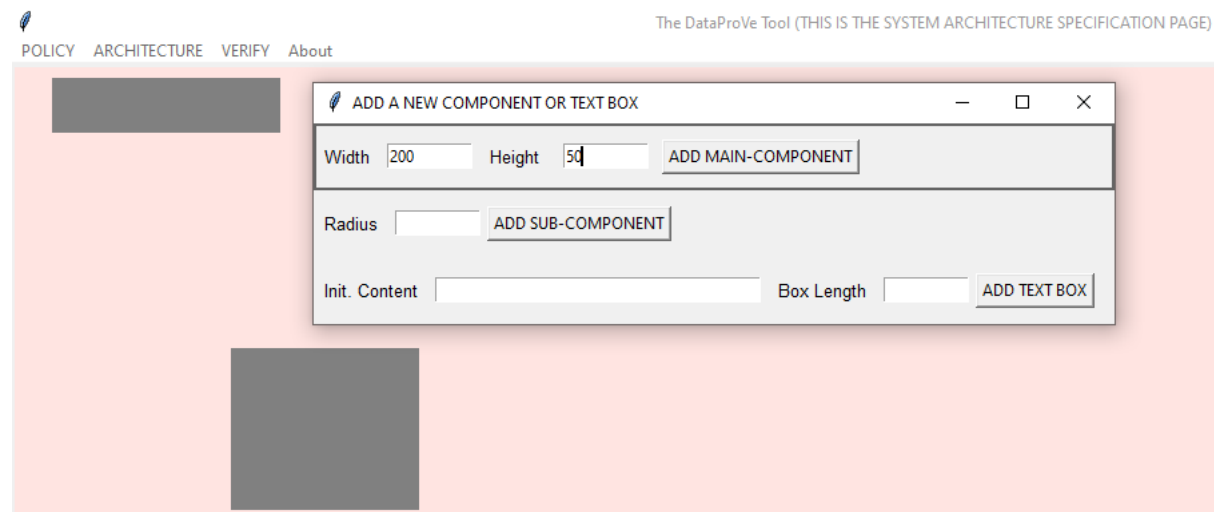 The DataProVe Tool (THIS IS THE SYSTEM ARCHITECTURE SPECIFICATION PAGE)
POLICY ARCHITECTURE VERIFY About
ADD A NEW COMPONENT OR TEXT BOX
Width 200 Height 50 ADD MAIN-COMPONENT
Radius ADD SUB-COMPONENT
Init. Content Box Length ADD TEXT BOX